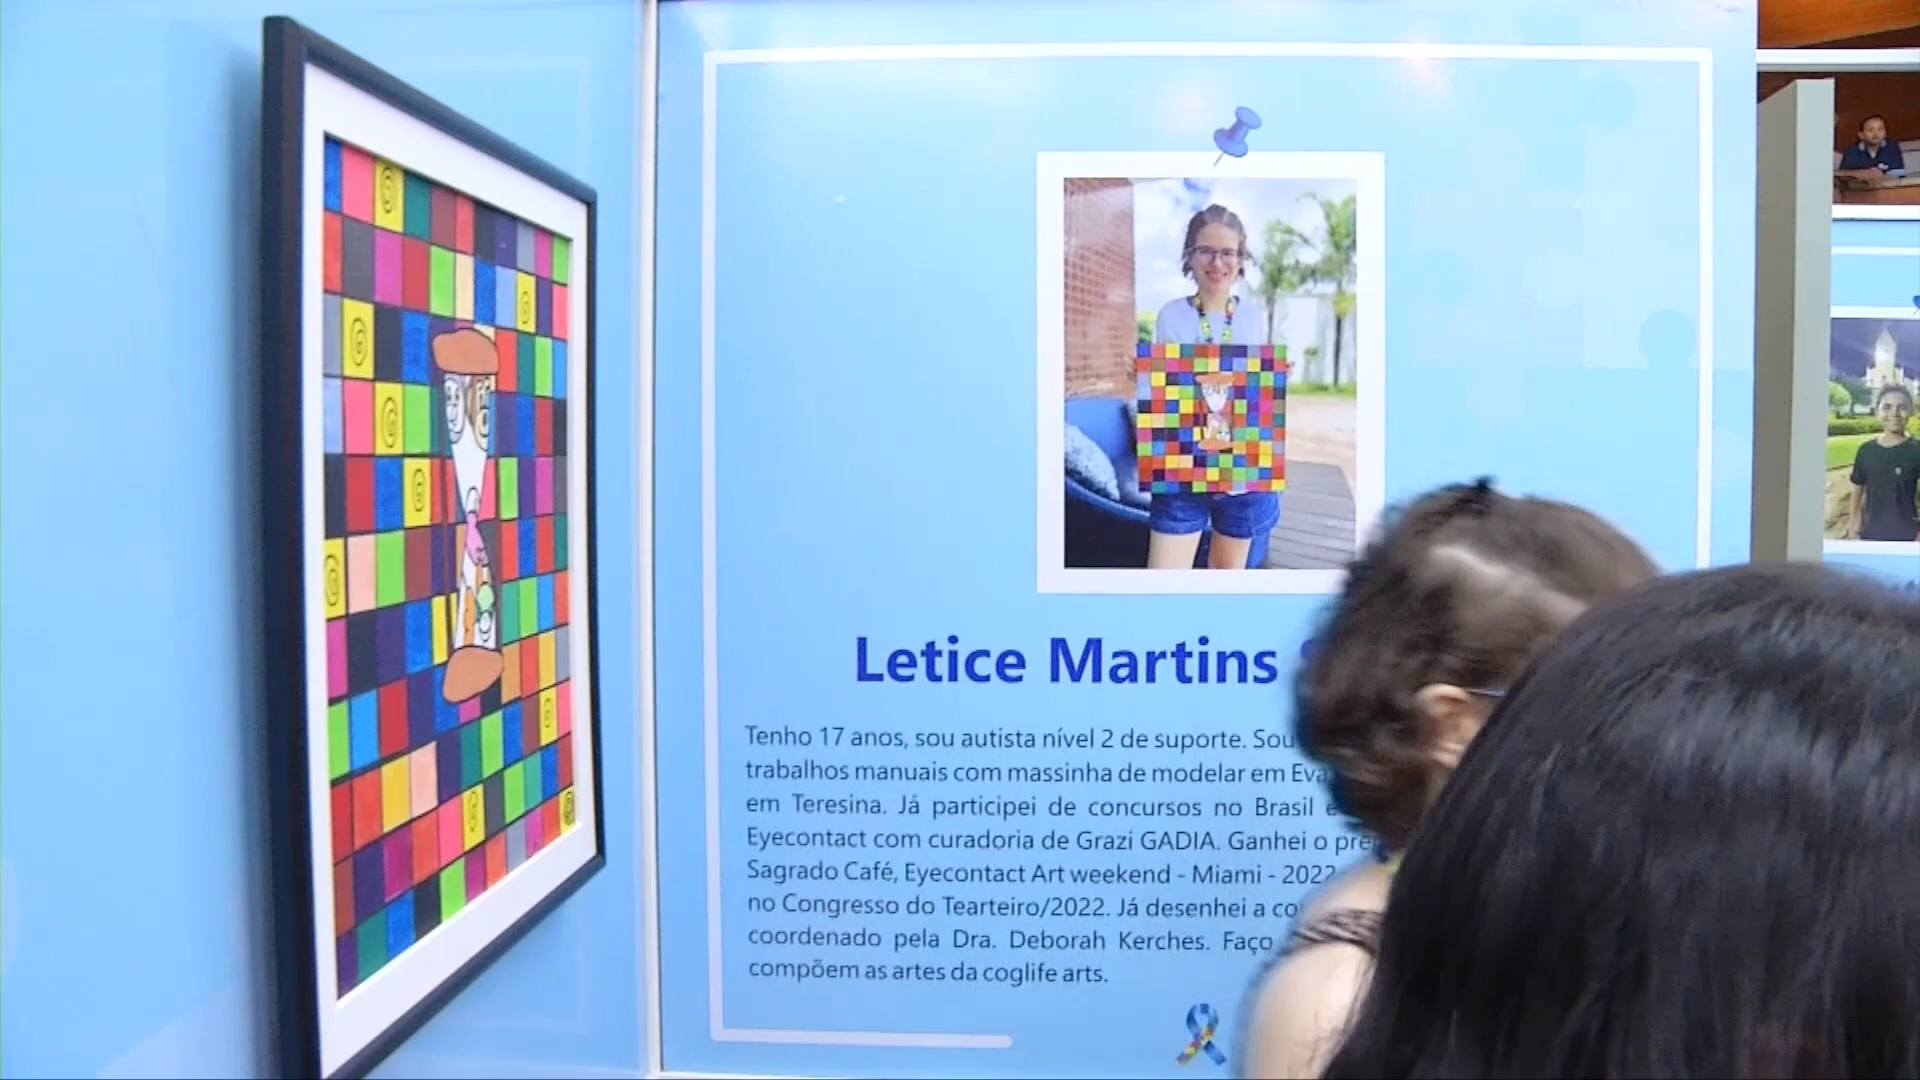 Letice Martins
Tenho 17 anos, sou autista nível 2 de suporte. Sou
trabalhos manuais com massinha de modelar em
em Teresina. Já participei de concursos no Brasil
Eyecontact com curadoria de Grazi GADIA. Ganhei o
Sagrado Café, Eyecontact Art weekend - Miami - 2022
no Congresso do Tearteiro/2022. Já desenhei a
coordenado pela Dra. Deborah Kerches. Faço
compõem as artes da coglife arts.